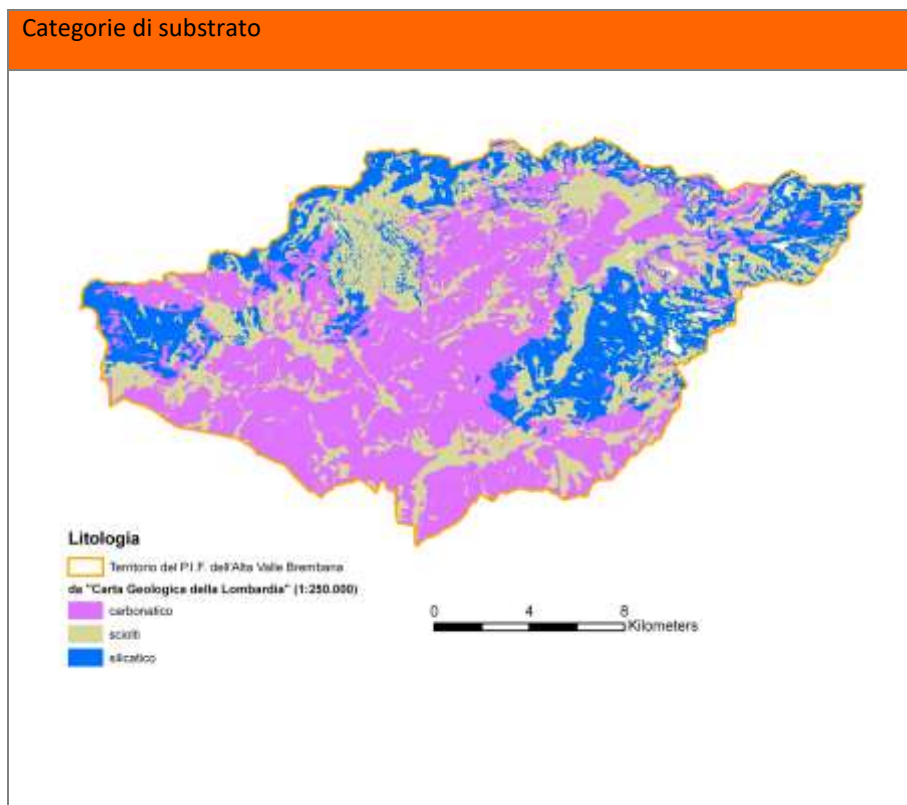 Categorie di substrato
Litologia
Territorio del P.I.F. dell'Alta Valle Brembana
da "Carta Geologica della Lombardia" (1:250.000)
carbonatico
sciolti
silicatico
0 4 8
Kilometers